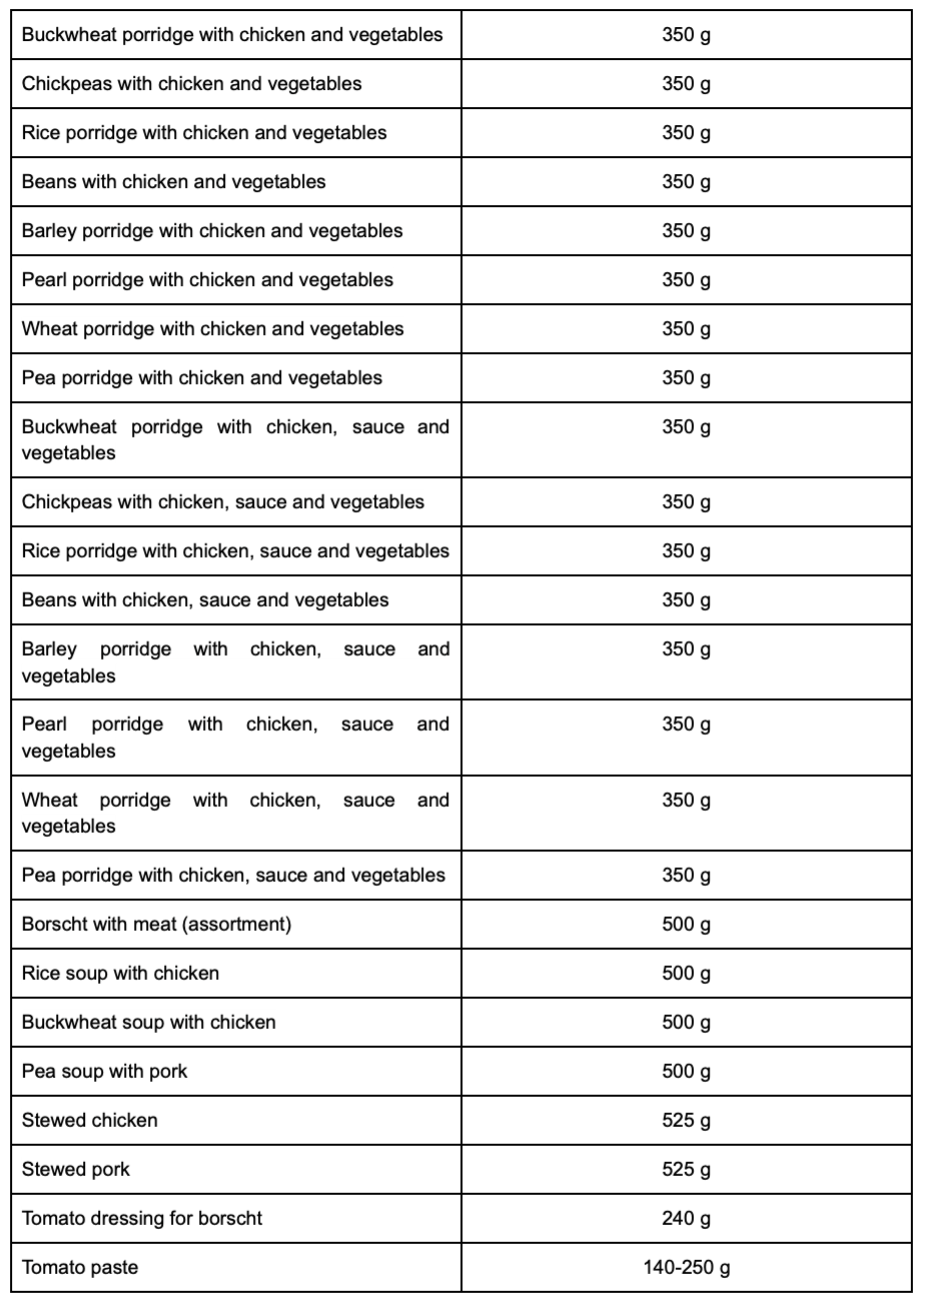 Buckwheat porridge with chicken and vegetables 350 g
Chickpeas with chicken and vegetables 350 g
Rice porridge with chicken and vegetables 350 g
Beans with chicken and vegetables 350 g
Barley porridge with chicken and vegetables 350 g
Pearl porridge with chicken and vegetables 350 g
Wheat porridge with chicken and vegetables 350 g
Pea porridge with chicken and vegetables 350 g
Buckwheat porridge with chicken, sauce and 350 g
vegetables
Chickpeas with chicken, sauce and vegetables 350 g
Rice porridge with chicken, sauce and vegetables 350 g
Beans with chicken, sauce and vegetables 350 g
Barley porridge with chicken, sauce and 350 g
vegetables
Pearl porridge with chicken, sauce and 350 g
vegetables
Wheat porridge with chicken, sauce and 350 g
vegetables
Pea porridge with chicken, sauce and vegetables 350 g
Borscht with meat (assortment) 500 g
Rice soup with chicken 500 g
Buckwheat soup with chicken 500 g
Pea soup with pork 500 g
Stewed chicken 525 g
Stewed pork 525 g
Tomato dressing for borscht 240 g
Tomato paste 140-250 g